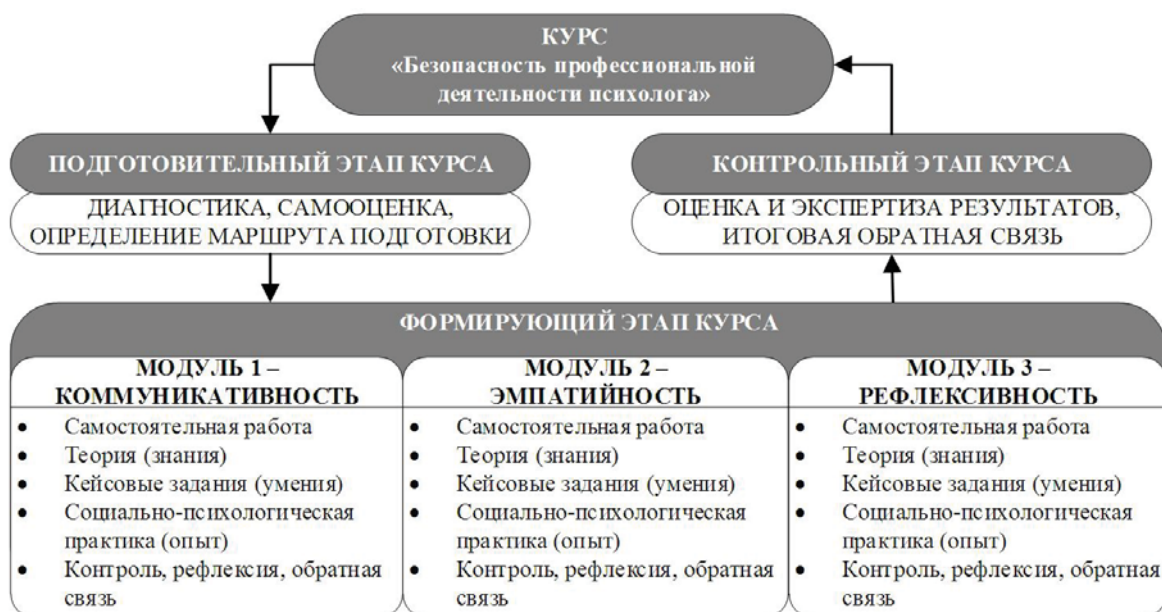 КУРС
«Безопасность профессиональной
деятельности психолога»
ПОДГОТОВИТЕЛЬНЫЙ ЭТАП КУРСА
ДИАГНОСТИКА, САМООЦЕНКА,
ОПРЕДЕЛЕНИЕ МАРШРУТА ПОДГОТОВКИ
КОНТРОЛЬНЫЙ ЭТАП КУРСА
ОЦЕНКА И ЭКСПЕРТИЗА РЕЗУЛЬТАТОВ,
ИТОГОВАЯ ОБРАТНАЯ СВЯЗЬ
ФОРМИРУЮЩИЙ ЭТАП КУРСА
МОДУЛЬ 1 –
КОММУНИКАТИВНОСТЬ
• Самостоятельная работа
• Теория (знания)
• Кейсовые задания (умения)
• Социально-психологическая
практика (опыт)
• Контроль, рефлексия, обратная
связь
МОДУЛЬ 2 –
ЭМПАТИЙНОСТЬ
• Самостоятельная работа
• Теория (знания)
• Кейсовые задания (умения)
• Социально-психологическая
практика (опыт)
• Контроль, рефлексия, обратная
связь
МОДУЛЬ 3 –
РЕФЛЕКСИВНОСТЬ
• Самостоятельная работа
• Теория (знания)
• Кейсовые задания (умения)
• Социально-психологическая
практика (опыт)
• Контроль, рефлексия, обратная
связь